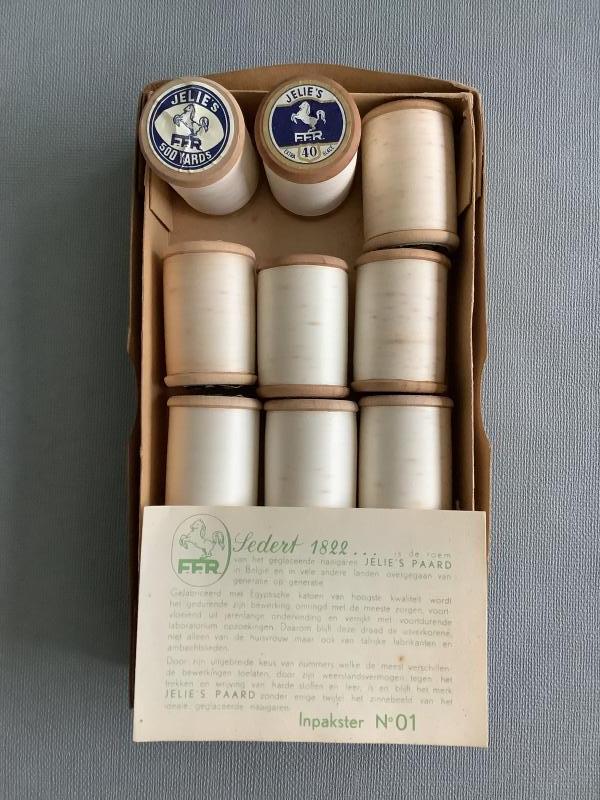 JELIE'S
F.F.R.
500 YARDS
JELIE'S
F.F.R.
EXTRA 40 GLACÉ
F.F.R.
Sedert 1822... is de roem
van het geglaceerde naaigaren JELIE'S PAARD
in België en in vele andere landen overgegaan van
generatie op generatie
Gefabriceerd met Egyptische katoen van hoogste kwaliteit wordt
het gedurende zijn bewerking omringd met de meeste zorgen, voort-
vloeiend uit jarenlange ondervinding en verrijkt met voortdurende
laboratorium opzoekingen. Daarom blijft deze draad de uitverkorene,
niet alleen van de huisvrouw maar ook van talrijke fabrikanten en
ambachtslieden.
Door zijn uitgebreide keus van nummers welke de meest verschillen-
de bewerkingen toelaten, door zijn weerstandsvermogen tegen het
trekken en wrijving van harde stoffen en leer, is en blijft het merk
JELIE'S PAARD zonder enige twijfel het zinnebeeld van het
ideale geglaceerde naaigaren.
Inpakster No 01